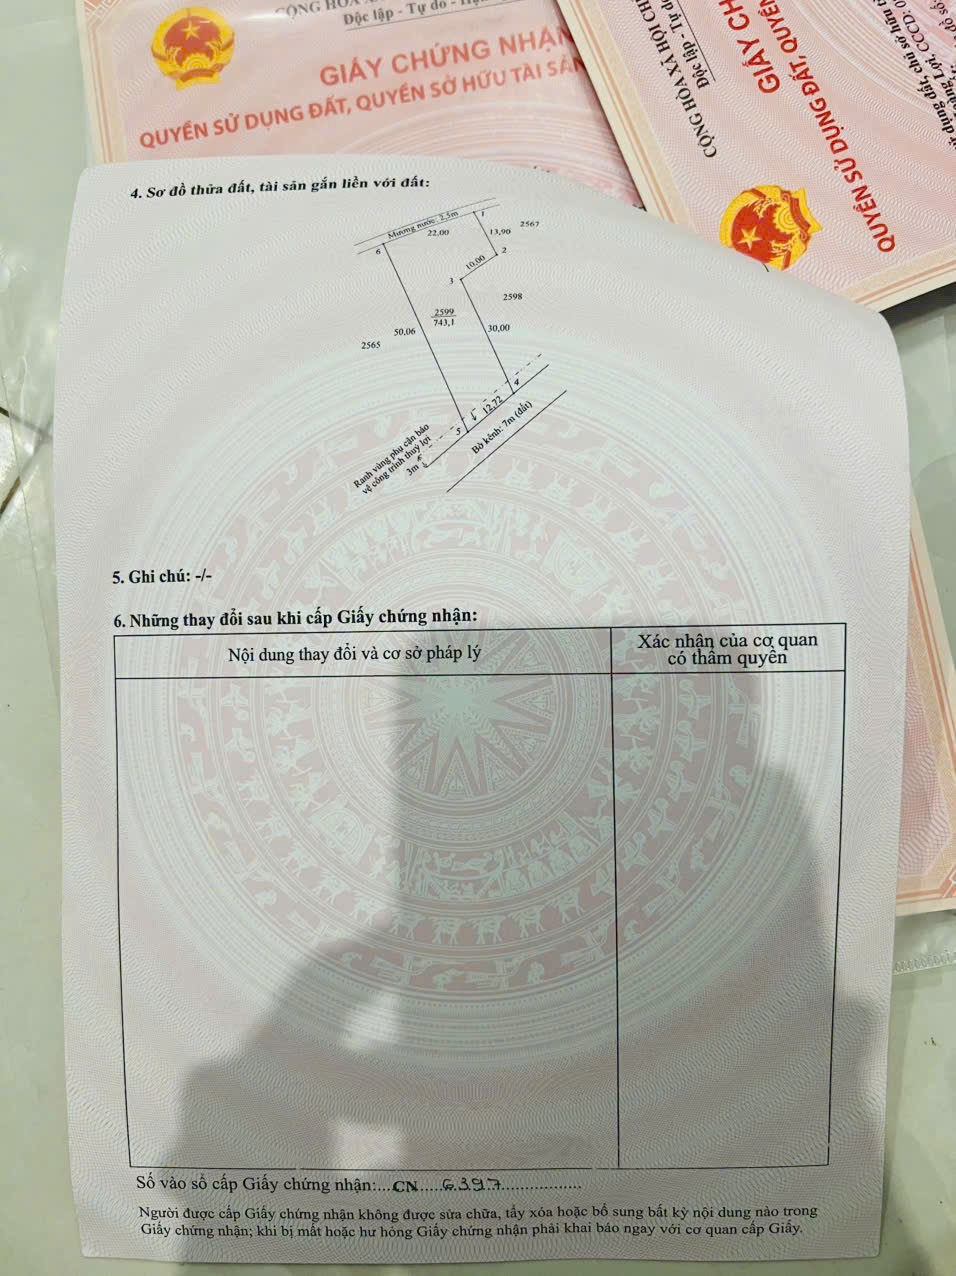 Độc lập - Tự do -
GIẤY CHỨNG NHẬN
QUYỀN SỬ DỤNG ĐẤT, QUYỀN SỞ HỮU TÀI SẢN
CỘNG HÒA XÃ HỘI CH
Độc lập - Tự d
GIẤY CH
QUYỀN SỬ DỤNG ĐẤT, QUYỀN
4. Sơ đồ thửa đất, tài sản gắn liền với đất:
Mương nước: 2,5m
1
22,00
13,90
2567
6
2
10,00
3
2598
2599
743,1
50,06
30,00
2565
4
12,72
5
Bờ kênh: 7m (đất)
Ranh vùng phụ cận bảo
vệ công trình thuỷ lợi
3m
5. Ghi chú: -/-
6. Những thay đổi sau khi cấp Giấy chứng nhận:
Nội dung thay đổi và cơ sở pháp lý
Xác nhận của cơ quan
có thẩm quyền
Số vào sổ cấp Giấy chứng nhận:...CN.....6397................
Người được cấp Giấy chứng nhận không được sửa chữa, tẩy xóa hoặc bổ sung bất kỳ nội dung nào trong
Giấy chứng nhận; khi bị mất hoặc hư hỏng Giấy chứng nhận phải khai báo ngay với cơ quan cấp Giấy.